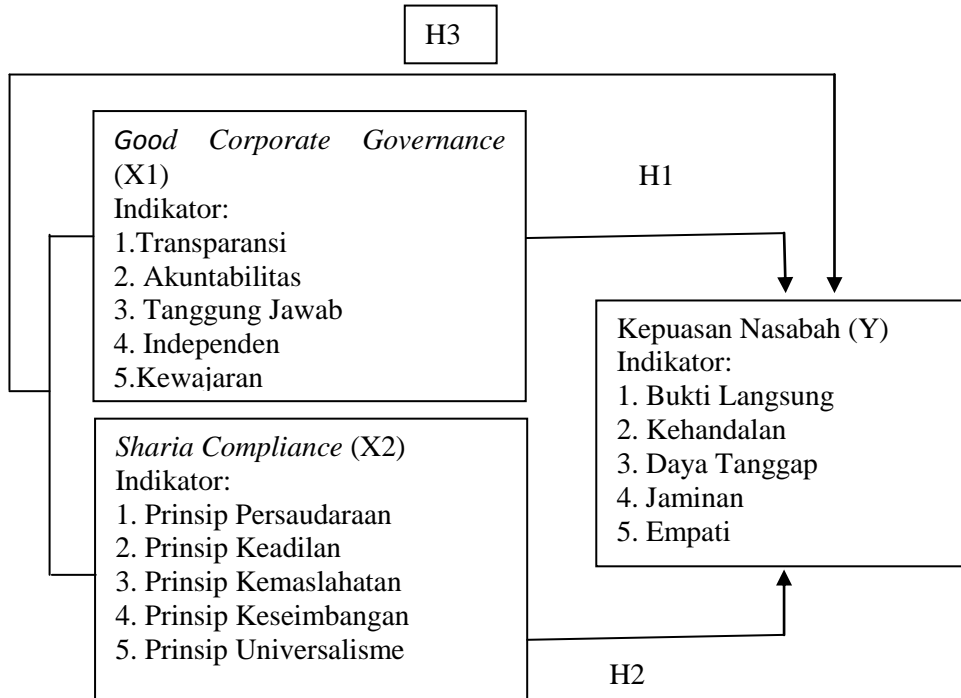 H3
Good Corporate Governance
(X1)
Indikator:
1.Transparansi
2. Akuntabilitas
3. Tanggung Jawab
4. Independen
5.Kewajaran
H1
Kepuasan Nasabah (Y)
Indikator:
1. Bukti Langsung
2. Kehandalan
3. Daya Tanggap
4. Jaminan
5. Empati
Sharia Compliance (X2)
Indikator:
1. Prinsip Persaudaraan
2. Prinsip Keadilan
3. Prinsip Kemaslahatan
4. Prinsip Keseimbangan
5. Prinsip Universalisme
H2